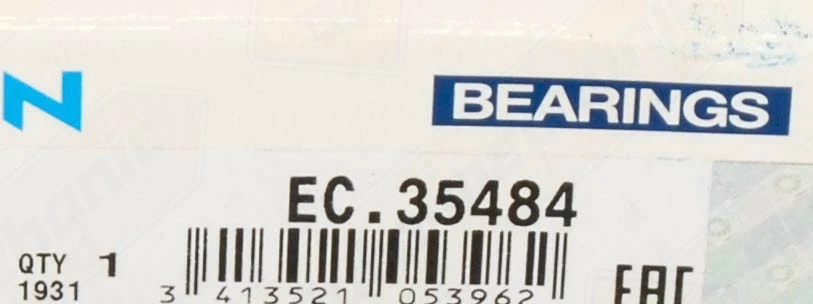 N
BEARINGS
EC.35484
QTY 1
1931
3 413521 053962
EAC